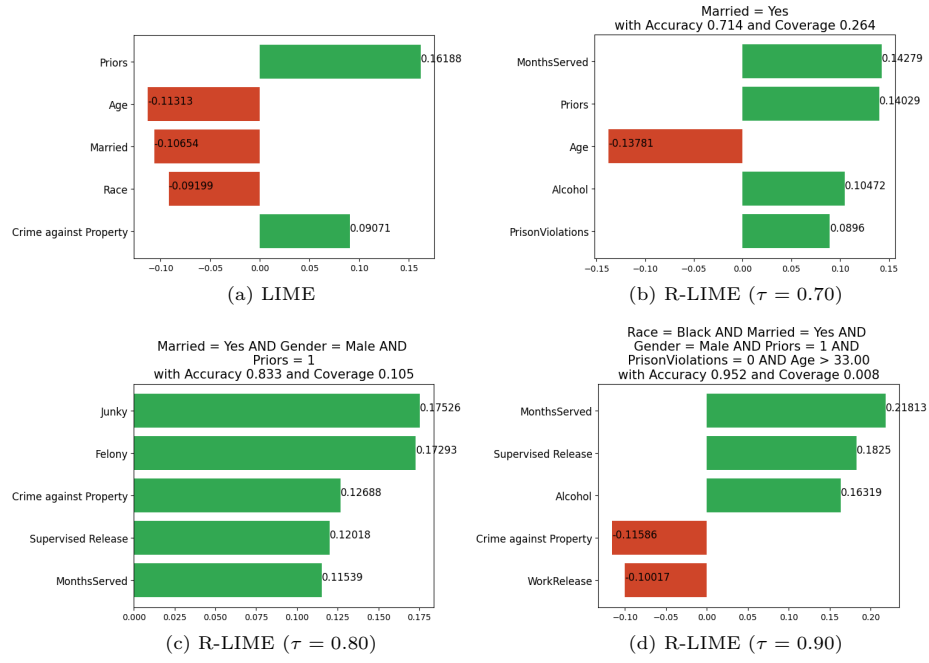 Priors
0.16188
Age
-0.11313
Married
-0.10654
Race
-0.09199
Crime against Property
0.09071
−0.10 −0.05 0.00 0.05 0.10 0.15
(a) LIME
Married = Yes
with Accuracy 0.714 and Coverage 0.264
MonthsServed
0.14279
Priors
0.14029
Age
-0.13781
Alcohol
0.10472
PrisonViolations
0.0896
−0.15 −0.10 −0.05 0.00 0.05 0.10 0.15
(b) R-LIME (τ = 0.70)
Married = Yes AND Gender = Male AND
Priors = 1
with Accuracy 0.833 and Coverage 0.105
Junky
0.17526
Felony
0.17293
Crime against Property
0.12688
Supervised Release
0.12018
MonthsServed
0.11539
0.000 0.025 0.050 0.075 0.100 0.125 0.150 0.175
(c) R-LIME (τ = 0.80)
Race = Black AND Married = Yes AND
Gender = Male AND Priors = 1 AND
PrisonViolations = 0 AND Age > 33.00
with Accuracy 0.952 and Coverage 0.008
MonthsServed
0.21813
Supervised Release
0.1825
Alcohol
0.16319
Crime against Property
-0.11586
WorkRelease
-0.10017
−0.10 −0.05 0.00 0.05 0.10 0.15 0.20
(d) R-LIME (τ = 0.90)